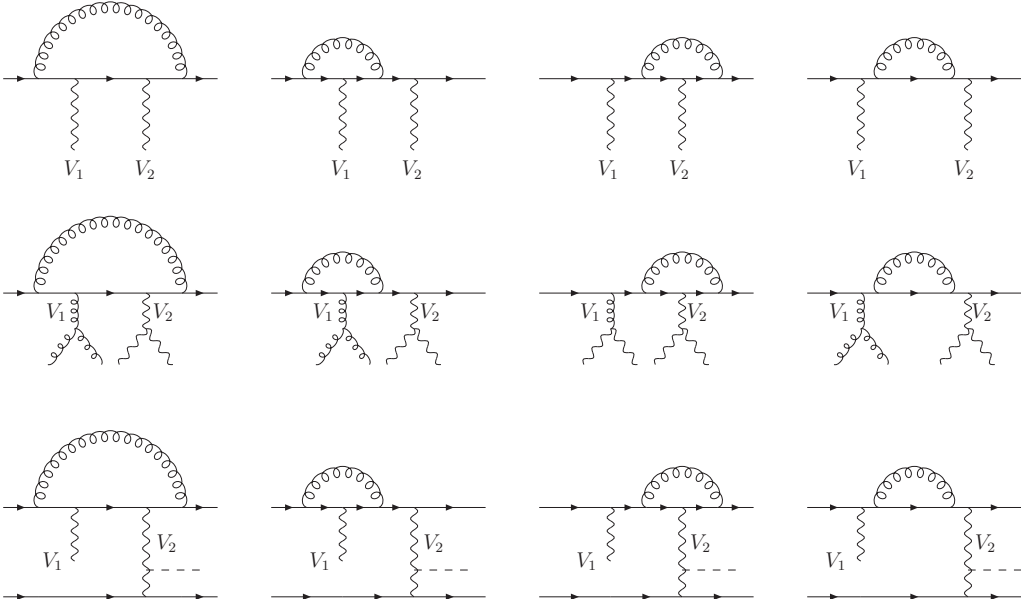 V₁ V₂ V₁ V₂ V₁ V₂ V₁ V₂
V₁ V₂ V₁ V₂ V₁ V₂ V₁ V₂
V₂ V₂ V₂ V₂
V₁ V₁ V₁ V₁